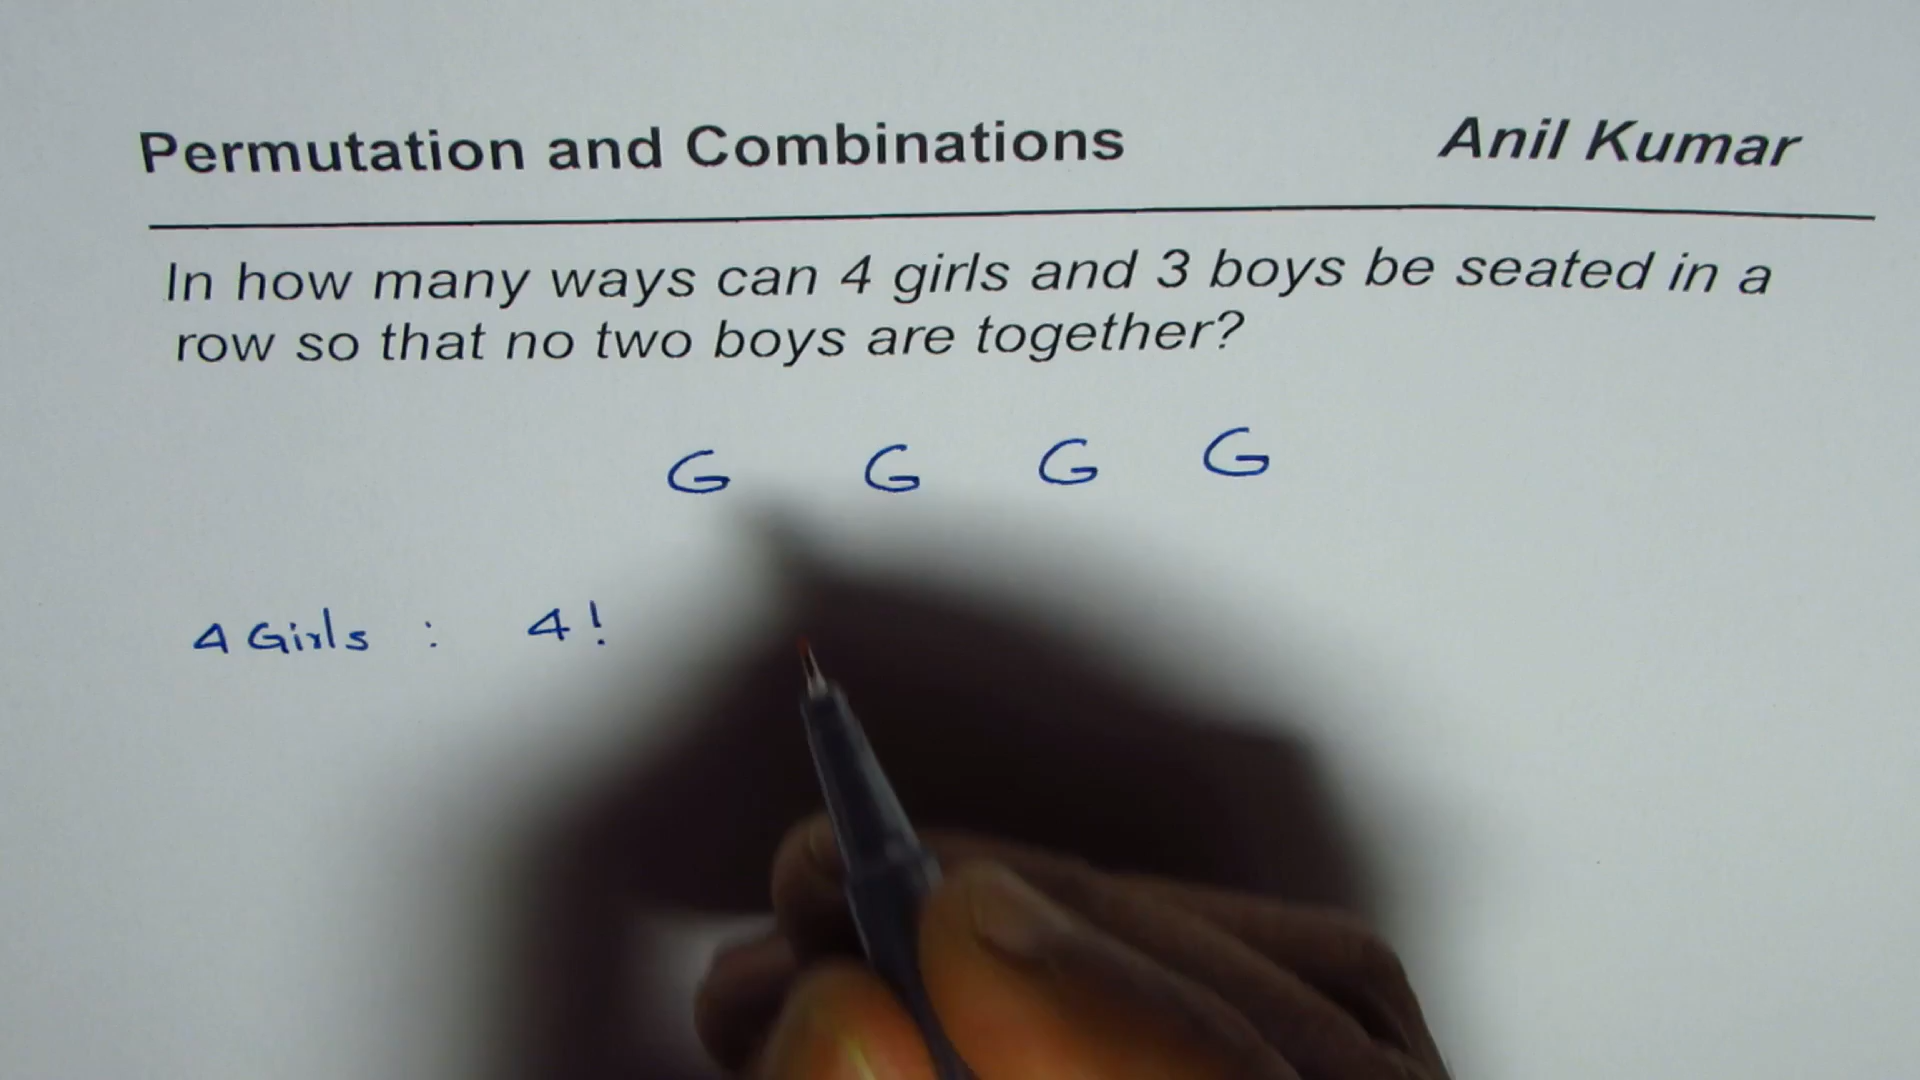 Permutation and Combinations Anil Kumar
In how many ways can 4 girls and 3 boys be seated in a
row so that no two boys are together?
G G G G
4 Girls : 4!